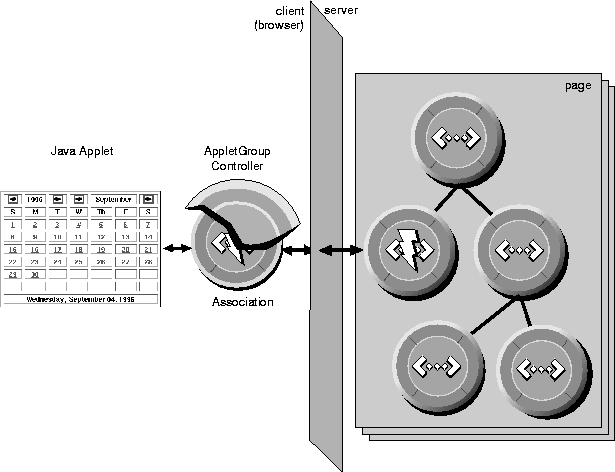 client
(browser)
server
page
Java Applet
AppletGroup
Controller
1996 September
S M T W Th F S
1 2 3 4 5 6 7
8 9 10 11 12 13 14
15 16 17 18 19 20 21
22 23 24 25 26 27 28
29 30
Wednesday, September 04, 1996
Association